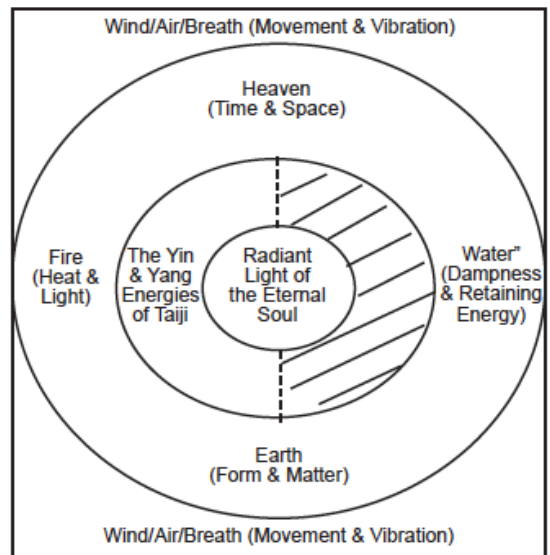 Wind/Air/Breath (Movement & Vibration)
Heaven
(Time & Space)
Fire
(Heat &
Light)
The Yin
& Yang
Energies
of Taiji
Radiant
Light of
the Eternal
Soul
Water”
(Dampness
& Retaining
Energy)
Earth
(Form & Matter)
Wind/Air/Breath (Movement & Vibration)